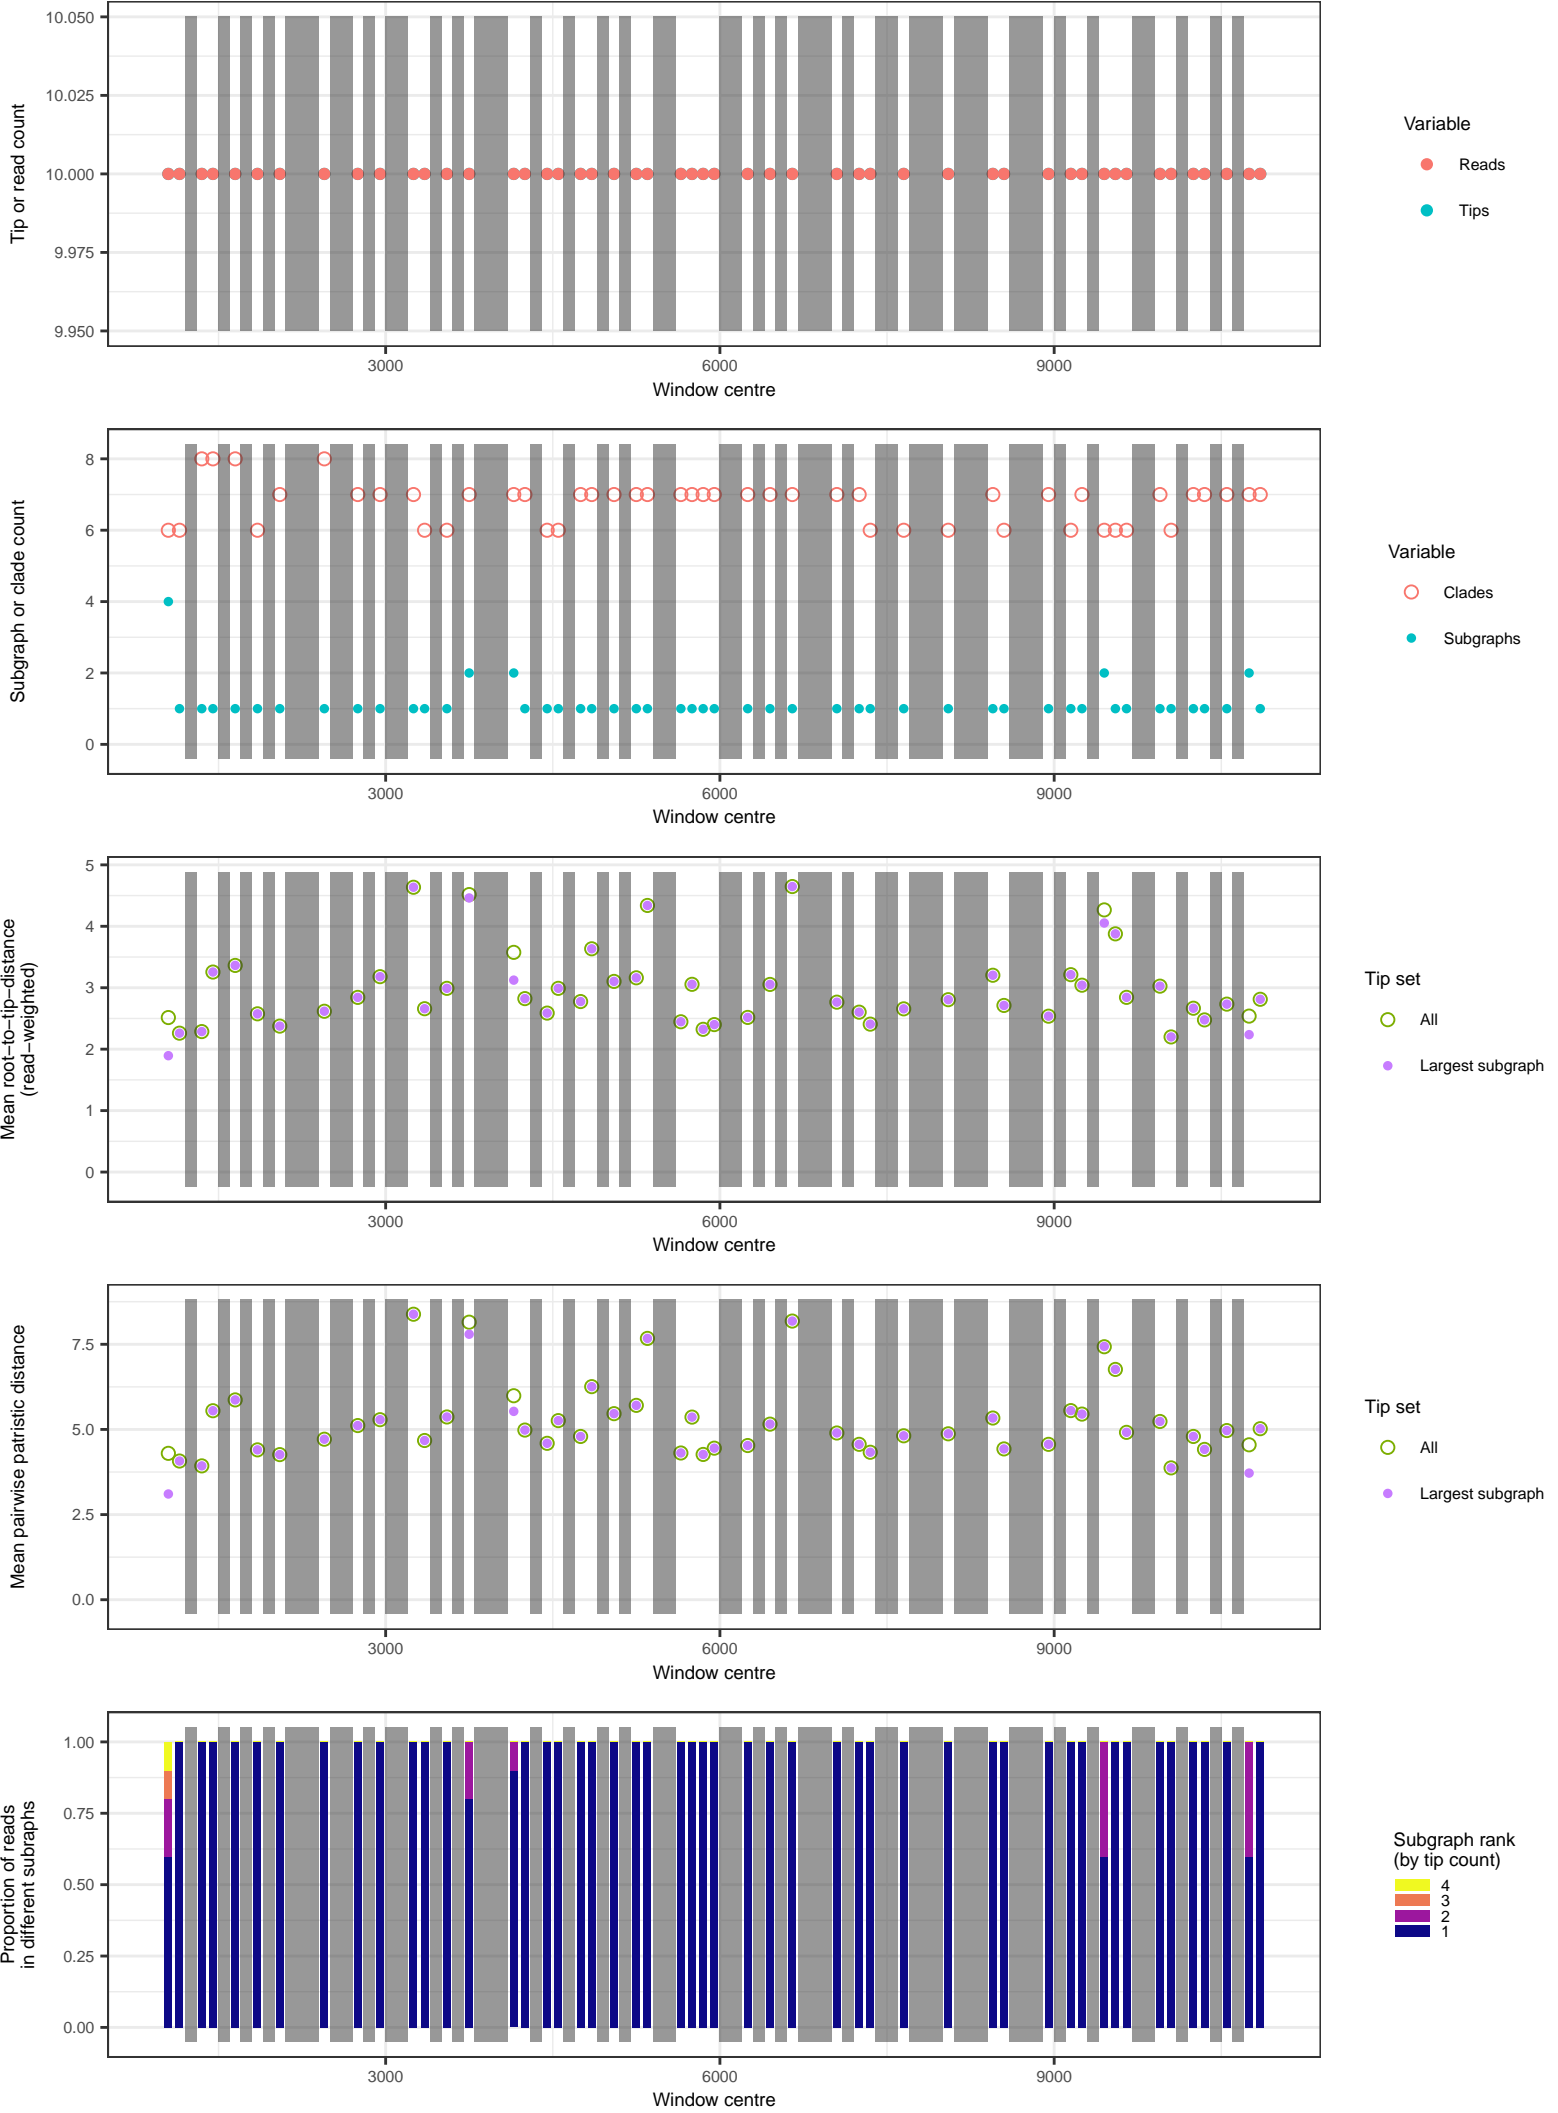 10.050
10.025
10.000
9.975
9.950
Tip or read count
3000
6000
9000
Window centre
Variable
Reads
Tips
8
6
4
2
0
Subgraph or clade count
3000
6000
9000
Window centre
Variable
Clades
Subgraphs
5
4
3
2
1
0
Mean root−to−tip−distance
(read−weighted)
3000
6000
9000
Window centre
Tip set
All
Largest subgraph
7.5
5.0
2.5
0.0
Mean pairwise patristic distance
3000
6000
9000
Window centre
Tip set
All
Largest subgraph
1.00
0.75
0.50
0.25
0.00
Proportion of reads
in different subraphs
3000
6000
9000
Window centre
Subgraph rank
(by tip count)
4
3
2
1